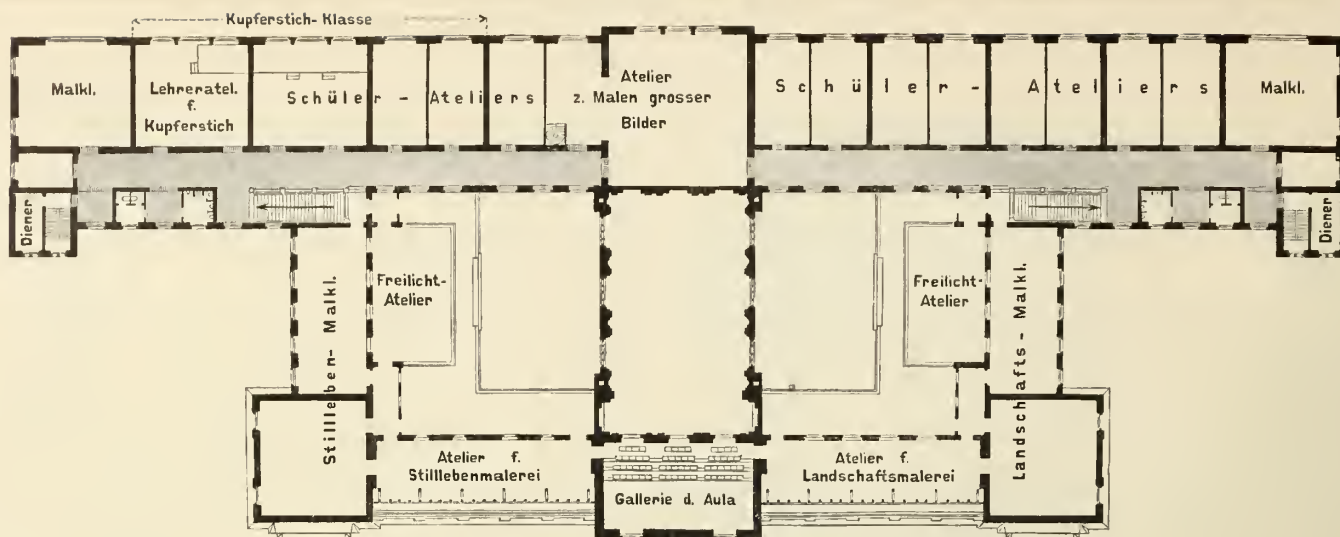 Kupferstich-Klasse
Malkl.
Lehreratel.
f.
Kupferstich
Schüler-Ateliers
Atelier
z. Malen grosser
Bilder
Schüler-Ateliers
Malkl.
Diener
Stillleben-Malkl.
Freilicht-
Atelier
Freilicht-
Atelier
Landschafts-Malkl.
Diener
Atelier f.
Stilllebenmalerei
Gallerie d. Aula
Atelier f.
Landschaftsmalerei